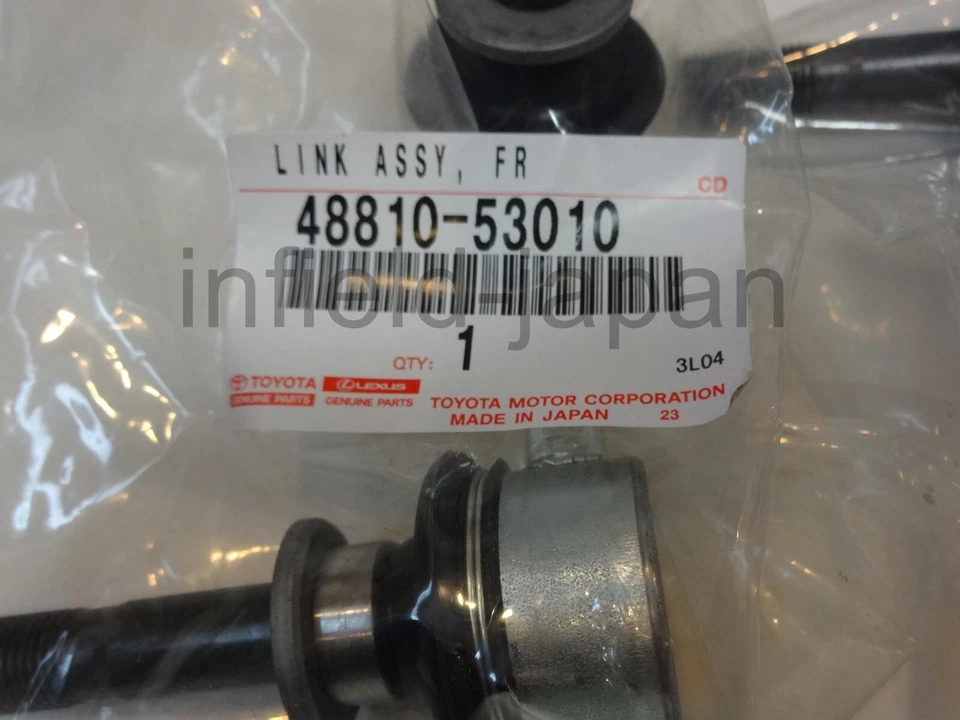 LINK ASSY, FR
CD
48810-53010
infield-japan
QTY: 1
3L04
TOYOTA LEXUS
GENUINE PARTS GENUINE PARTS
TOYOTA MOTOR CORPORATION
MADE IN JAPAN 23